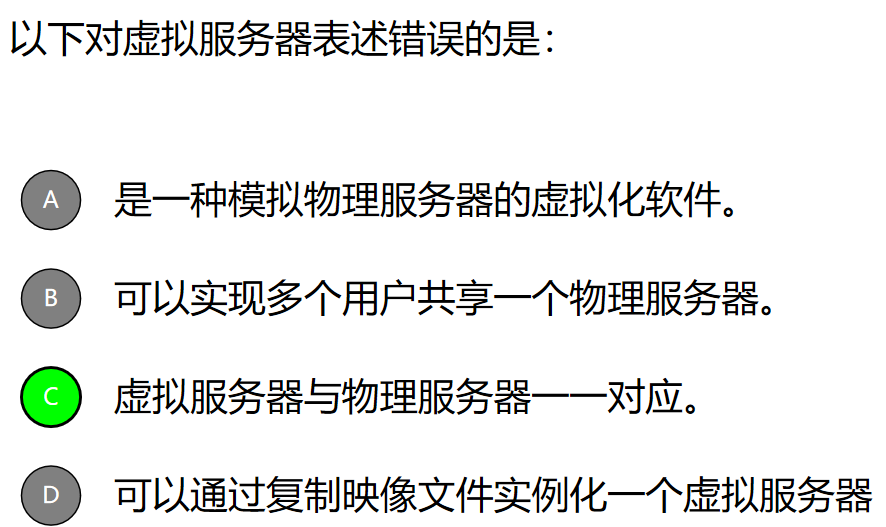 以下对虚拟服务器表述错误的是：
A 是一种模拟物理服务器的虚拟化软件。
B 可以实现多个用户共享一个物理服务器。
C 虚拟服务器与物理服务器一一对应。
D 可以通过复制映像文件实例化一个虚拟服务器